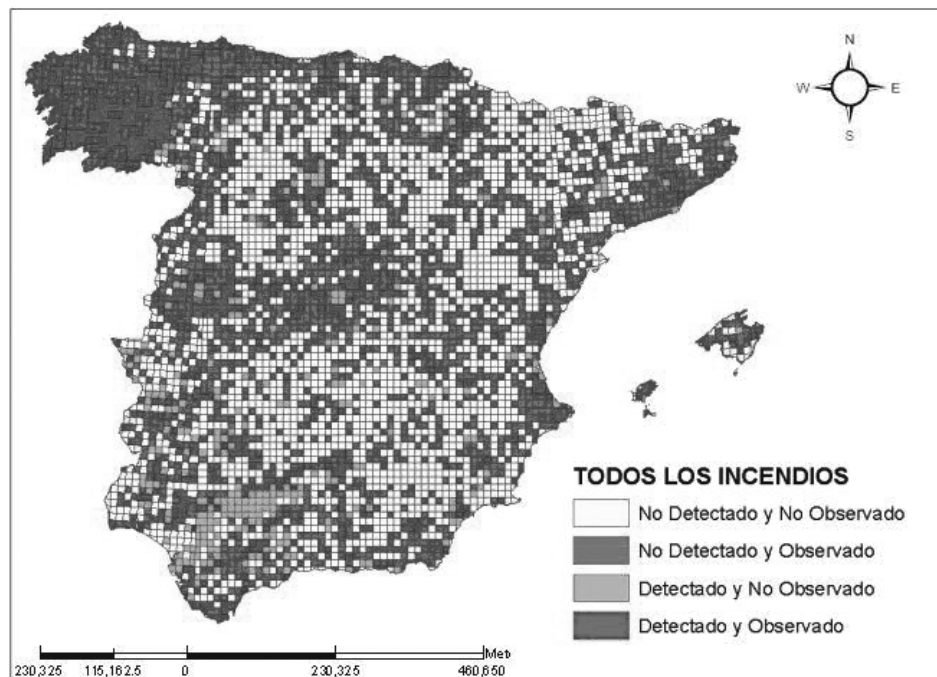 N
W E
S
TODOS LOS INCENDIOS
No Detectado y No Observado
No Detectado y Observado
Detectado y No Observado
Detectado y Observado
230,325 115,162.5 0 230,325 460,650